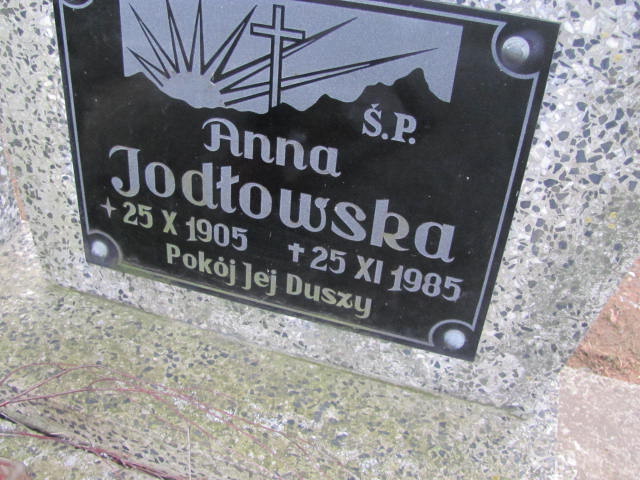 Ś.P.
Anna
Jodłowska
25 X 1905 ✝ 25 XI 1985
Pokój Jej Duszy